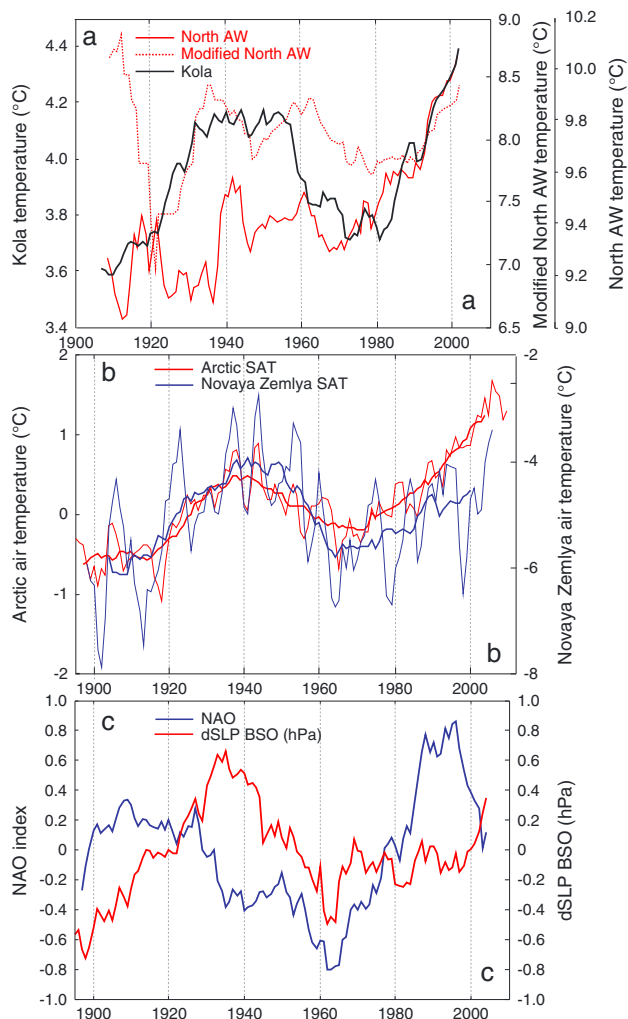 a
North AW
Modified North AW
Kola
4.4
4.2
4.0
3.8
3.6
3.4
Kola temperature (°C)
9.0
8.5
8.0
7.5
7.0
6.5
Modified North AW temperature (°C)
10.2
10.0
9.8
9.6
9.4
9.2
9.0
North AW temperature (°C)
a
1900 1920 1940 1960 1980 2000
b
Arctic SAT
Novaya Zemlya SAT
2
1
0
-1
-2
Arctic air temperature (°C)
-2
-4
-6
-8
Novaya Zemlya air temperature (°C)
b
1900 1920 1940 1960 1980 2000
c
NAO
dSLP BSO (hPa)
1.0
0.8
0.6
0.4
0.2
0
-0.2
-0.4
-0.6
-0.8
-1.0
NAO index
1.0
0.8
0.6
0.4
0.2
0
-0.2
-0.4
-0.6
-0.8
-1.0
dSLP BSO (hPa)
c
1900 1920 1940 1960 1980 2000